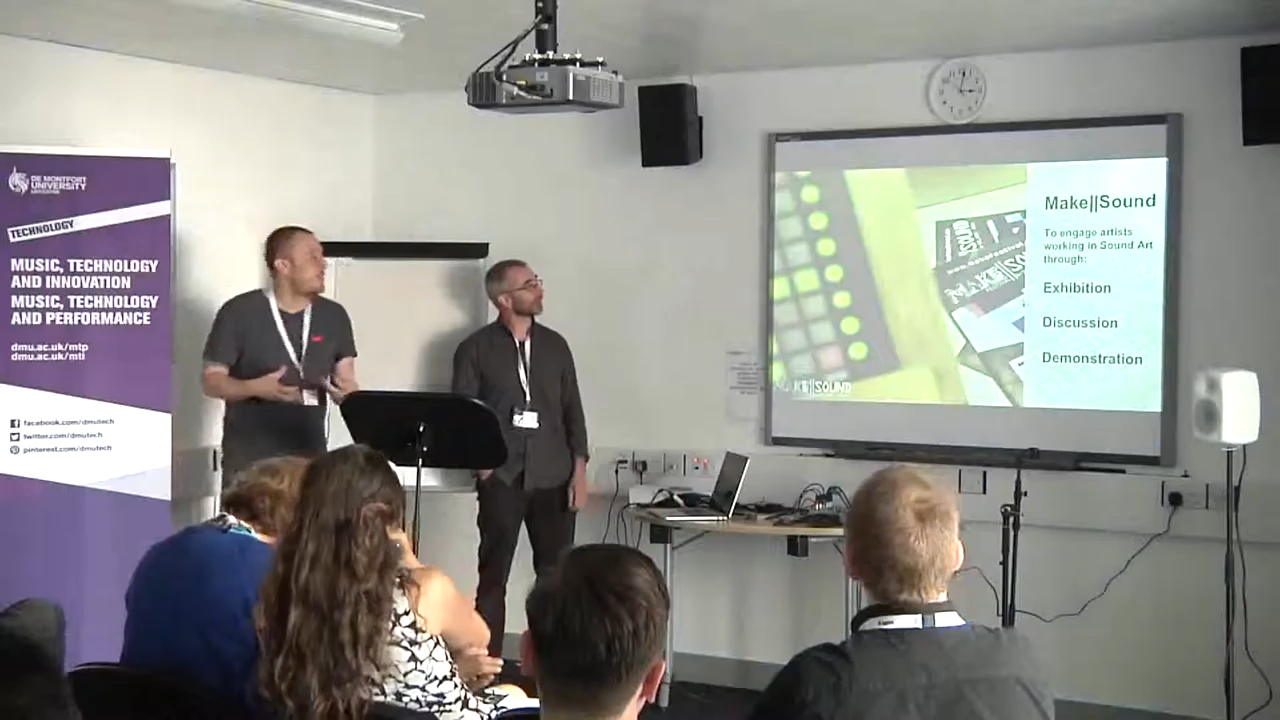 DE MONTFORT
UNIVERSITY
LEICESTER
TECHNOLOGY
MUSIC, TECHNOLOGY
AND INNOVATION
MUSIC, TECHNOLOGY
AND PERFORMANCE
dmu.ac.uk/mtp
dmu.ac.uk/mti
facebook.com/dmutech
twitter.com/dmutech
pinterest.com/dmutech
Make||Sound
To engage artists
working in Sound Art
through:
Exhibition
Discussion
Demonstration